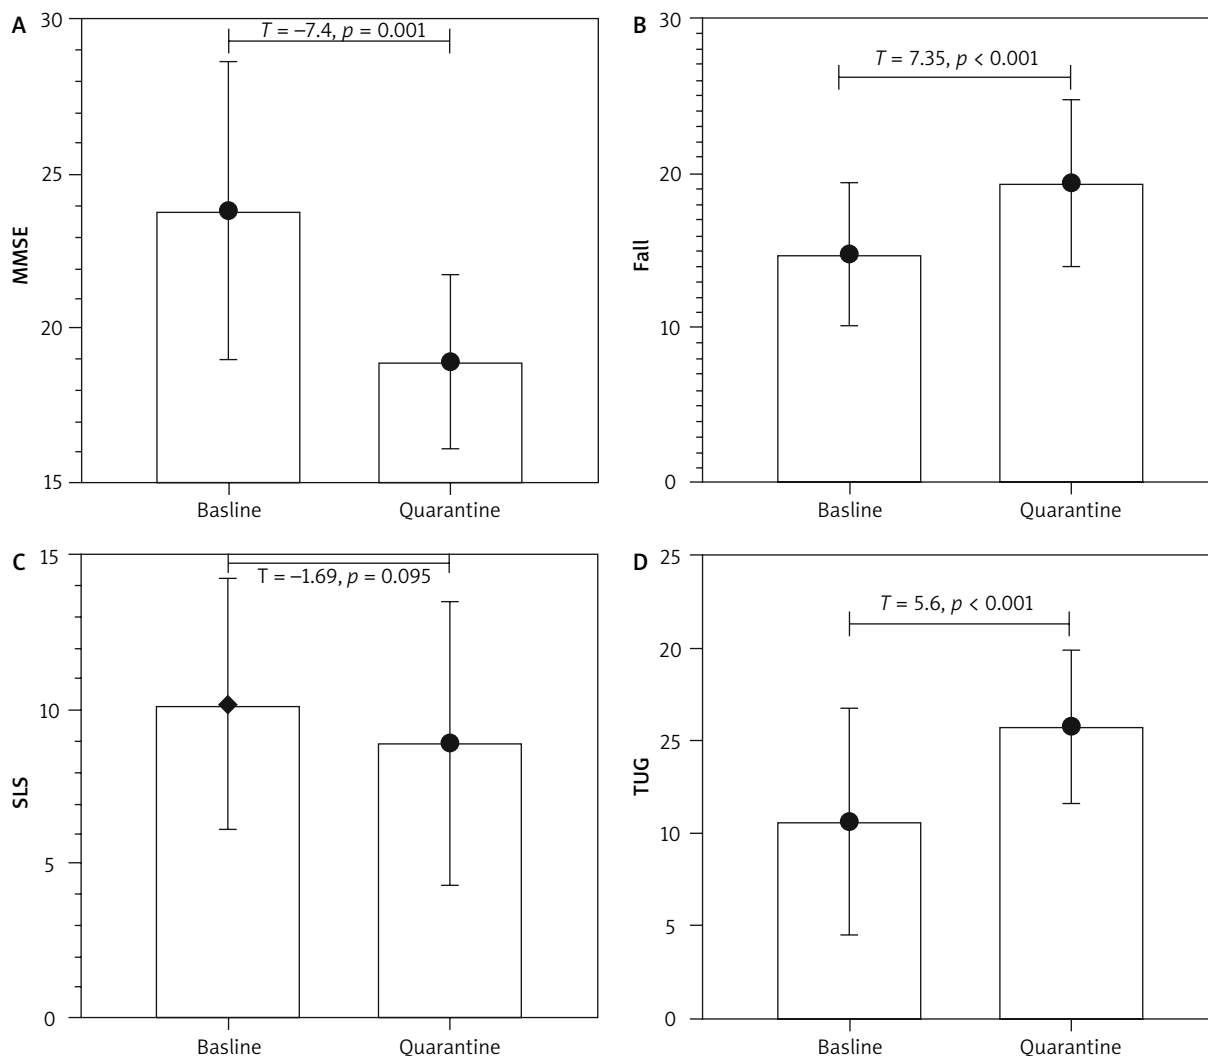 A
T = –7.4, p = 0.001
30
25
20
15
MMSE
Basline
Quarantine
B
T = 7.35, p < 0.001
30
20
10
0
Fall
Basline
Quarantine
C
T = –1.69, p = 0.095
15
10
5
0
SLS
Basline
Quarantine
D
T = 5.6, p < 0.001
25
20
25
10
5
0
TUG
Basline
Quarantine